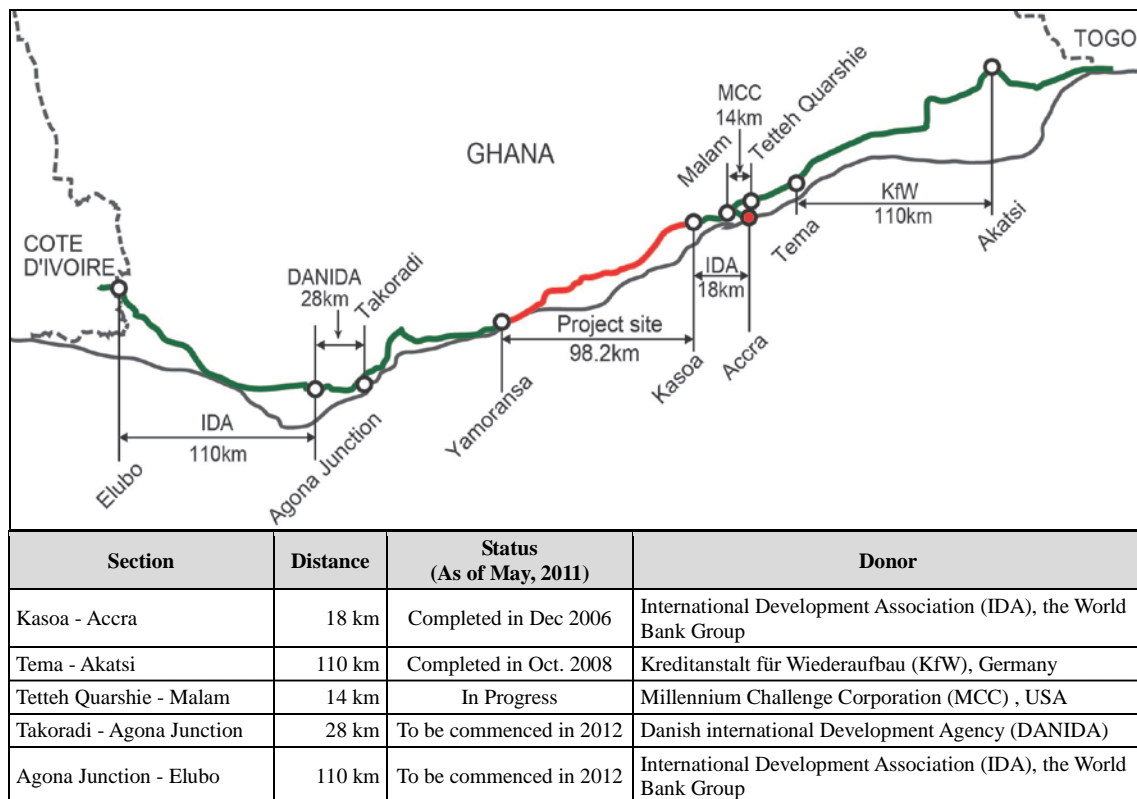 TOGO
MCC
14km
Tetteh Quarshie
Malam
GHANA
KfW
110km
Tema
Akatsi
COTE
D'IVOIRE
DANIDA
28km
Takoradi
IDA
18km
Project site
98.2km
Kasoa
Accra
Yamoransa
IDA
110km
Elubo
Agona Junction
Section Distance Status Donor
(As of May, 2011)
Kasoa - Accra 18 km Completed in Dec 2006 International Development Association (IDA), the World
Bank Group
Tema - Akatsi 110 km Completed in Oct. 2008 Kreditanstalt für Wiederaufbau (KfW), Germany
Tetteh Quarshie - Malam 14 km In Progress Millennium Challenge Corporation (MCC) , USA
Takoradi - Agona Junction 28 km To be commenced in 2012 Danish international Development Agency (DANIDA)
Agona Junction - Elubo 110 km To be commenced in 2012 International Development Association (IDA), the World
Bank Group